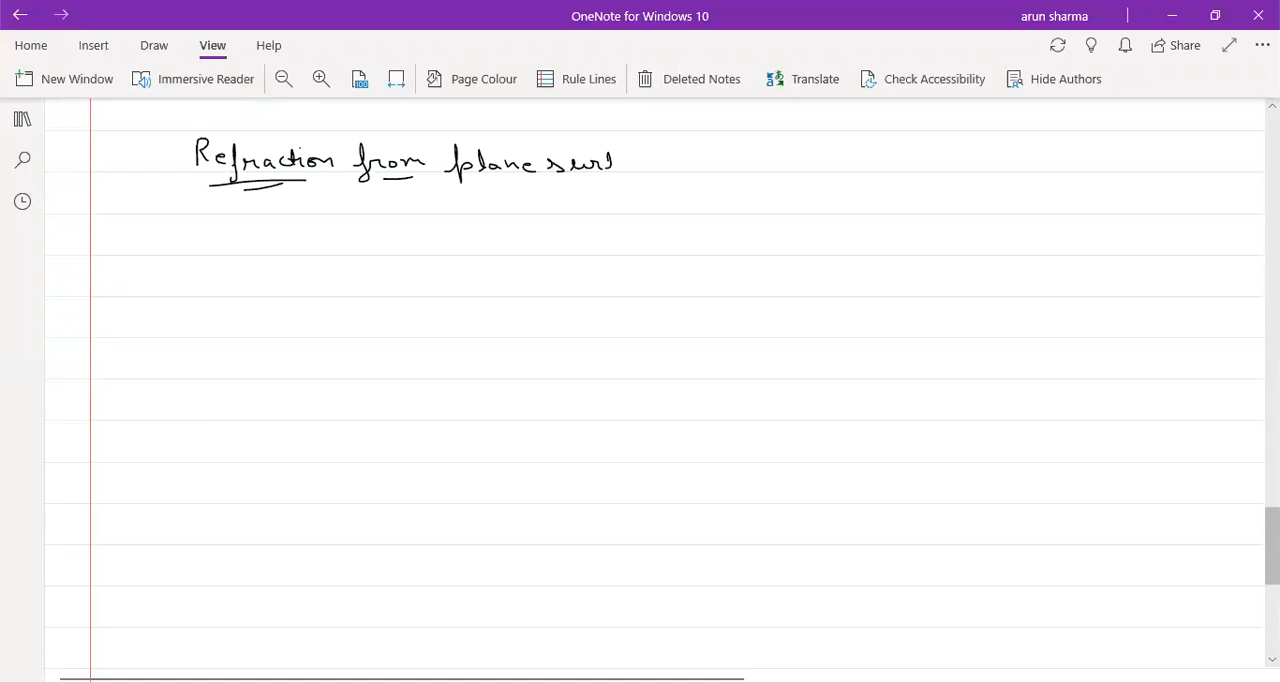 OneNote for Windows 10
arun sharma
Home Insert Draw View Help
Share
New Window Immersive Reader Page Colour Rule Lines Deleted Notes Translate Check Accessibility Hide Authors
Refraction from plane surf